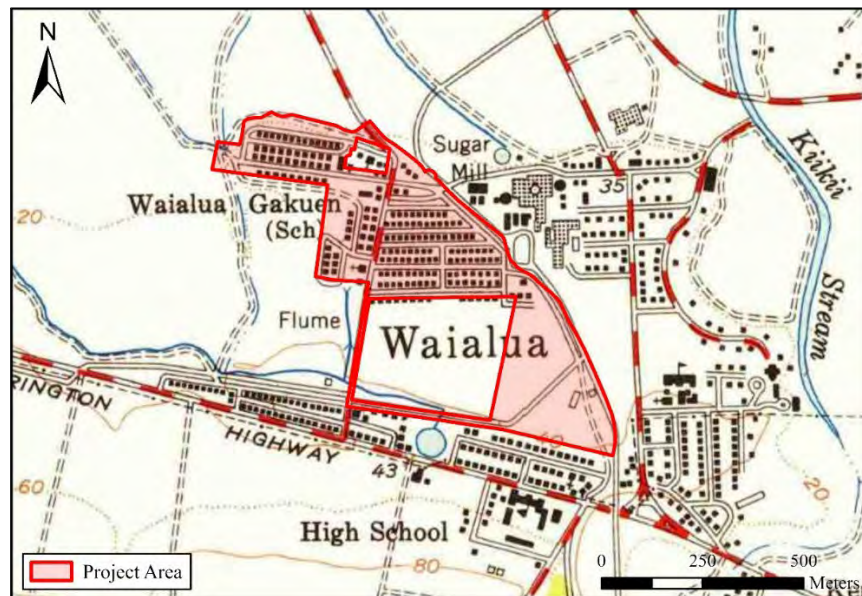 N
Sugar
Mill
35
Kiikii
20
Waialua Gakuen
(Sch)
Stream
Flume
Waialua
RINGTON
HIGHWAY
43
60
20
60
High School
80
Project Area
0 250 500
Meters